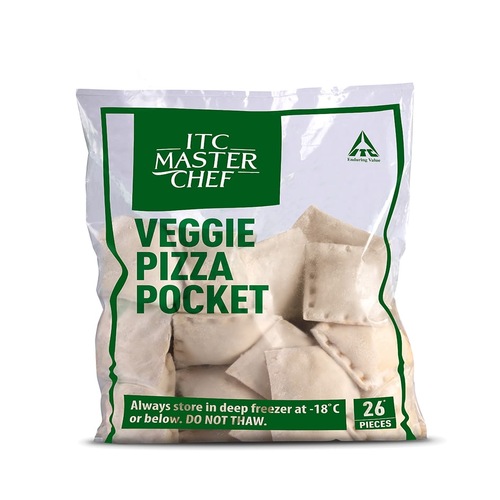 ITC
MASTER
CHEF
ITC
Enduring Value
VEGGIE
PIZZA
POCKET
Always store in deep freezer at -18°C
or below. DO NOT THAW.
26*
PIECES